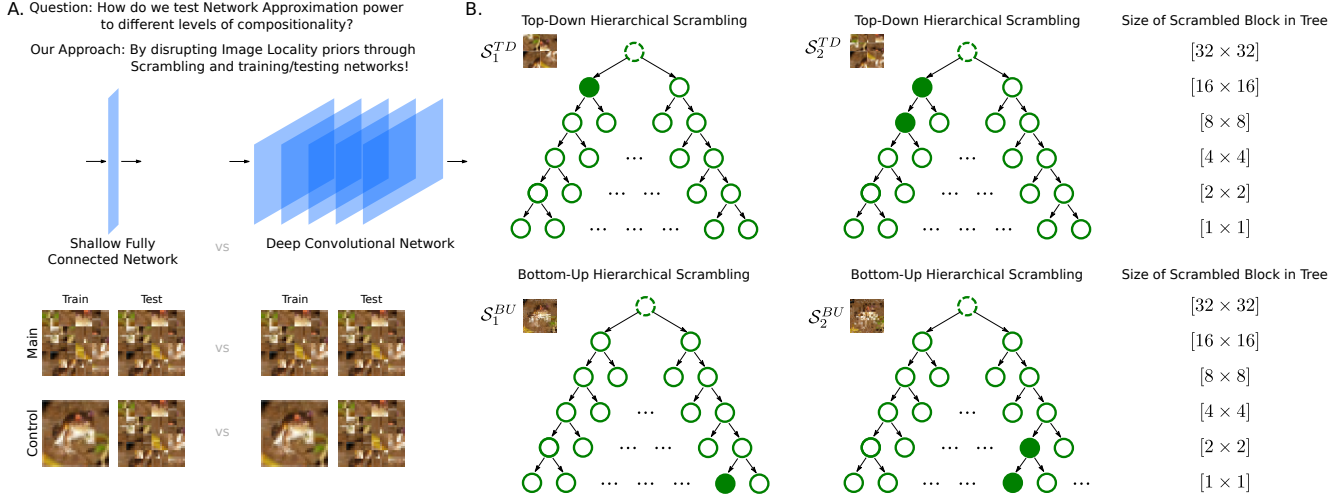 A.
Question: How do we test Network Approximation power
to different levels of compositionality?
Our Approach: By disrupting Image Locality priors through
Scrambling and training/testing networks!
Shallow Fully
Connected Network
vs
Deep Convolutional Network
Train Test Train Test
Main
vs
Control
vs
B.
Top-Down Hierarchical Scrambling
Top-Down Hierarchical Scrambling
Size of Scrambled Block in Tree
S_1^{TD}
S_2^{TD}
[32 × 32]
[16 × 16]
[8 × 8]
... ... [4 × 4]
... ... ... ... [2 × 2]
... ... ... ... ... ... [1 × 1]
Bottom-Up Hierarchical Scrambling
Bottom-Up Hierarchical Scrambling
Size of Scrambled Block in Tree
S_1^{BU}
S_2^{BU}
[32 × 32]
[16 × 16]
[8 × 8]
... ... [4 × 4]
... ... ... ... [2 × 2]
... ... ... ... ... ... [1 × 1]